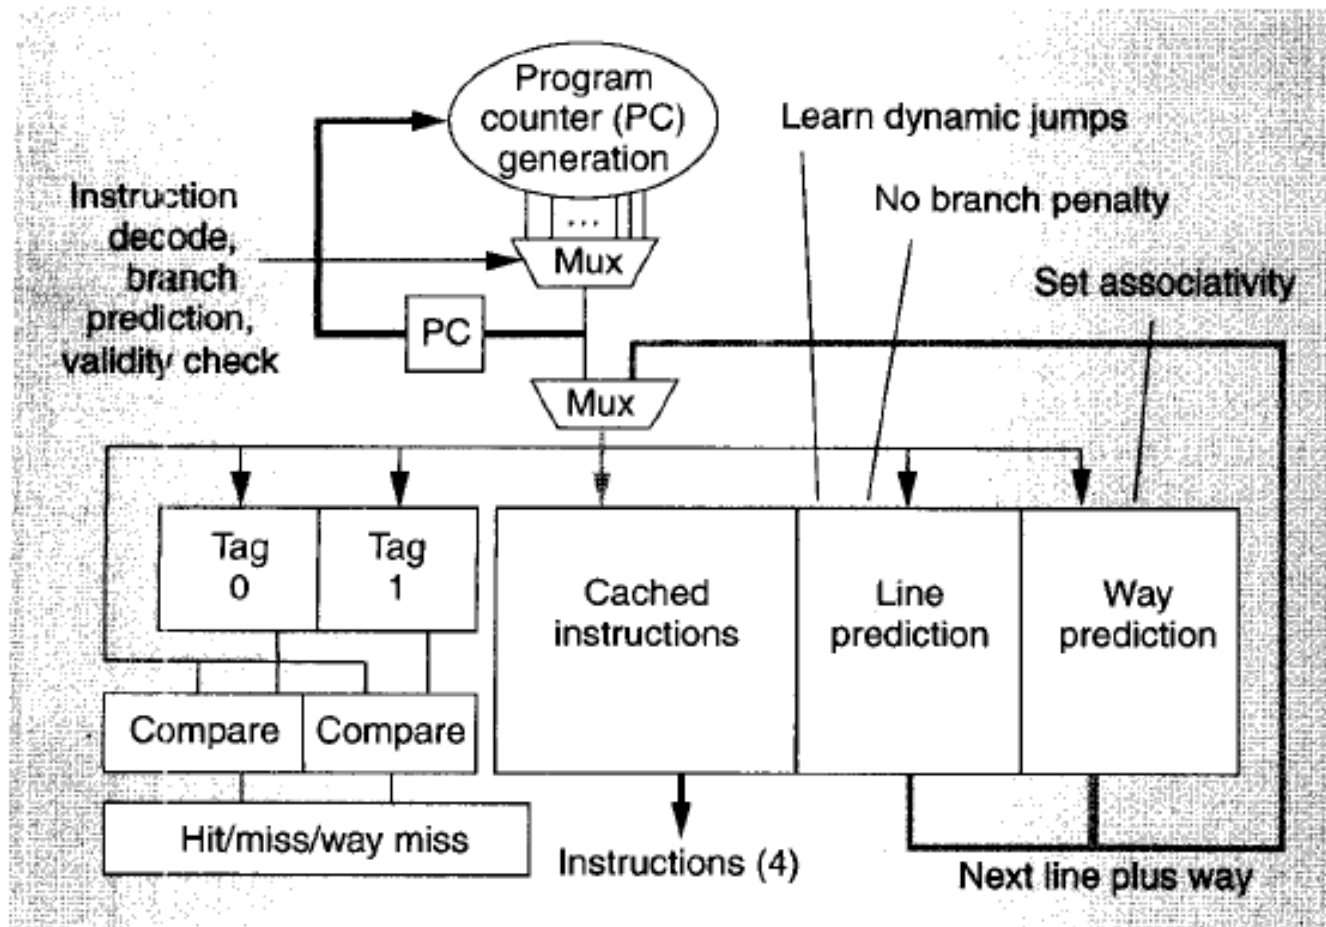 Program
counter (PC)
generation
Learn dynamic jumps
No branch penalty
Set associativity
Instruction
decode,
branch
prediction,
validity check
...
Mux
PC
Mux
Tag
0
Tag
1
Cached
instructions
Line
prediction
Way
prediction
Compare
Compare
Hit/miss/way miss
Instructions (4)
Next line plus way